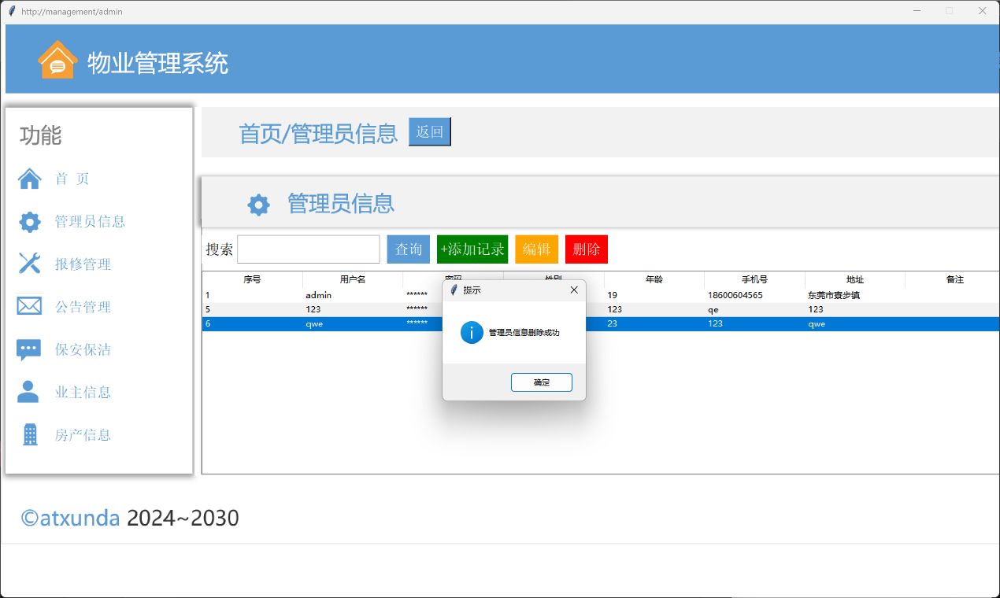 http://management/admin
物业管理系统
功能
首 页
管理员信息
报修管理
公告管理
保安保洁
业主信息
房产信息
首页/管理员信息 返回
管理员信息
搜索 查询 +添加记录 编辑 删除
序号 用户名 密码 性别 年龄 手机号 地址 备注
1 admin ****** 19 18600604565 东莞市寮步镇
5 123 ****** 123 qe 123
6 qwe ****** 23 123 qwe
提示
管理员信息删除成功
确定
©atxunda 2024~2030